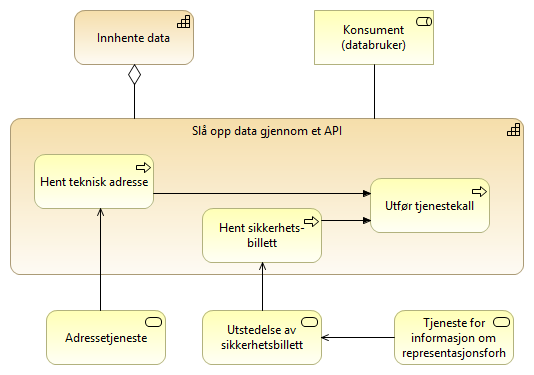 Innhente data
Konsument
(databruker)
Slå opp data gjennom et API
Hent teknisk adresse
Utfør tjenestekall
Hent sikkerhets-
billett
Adressetjeneste
Utstedelse av
sikkerhetsbillett
Tjeneste for
informasjon om
representasjonsforh